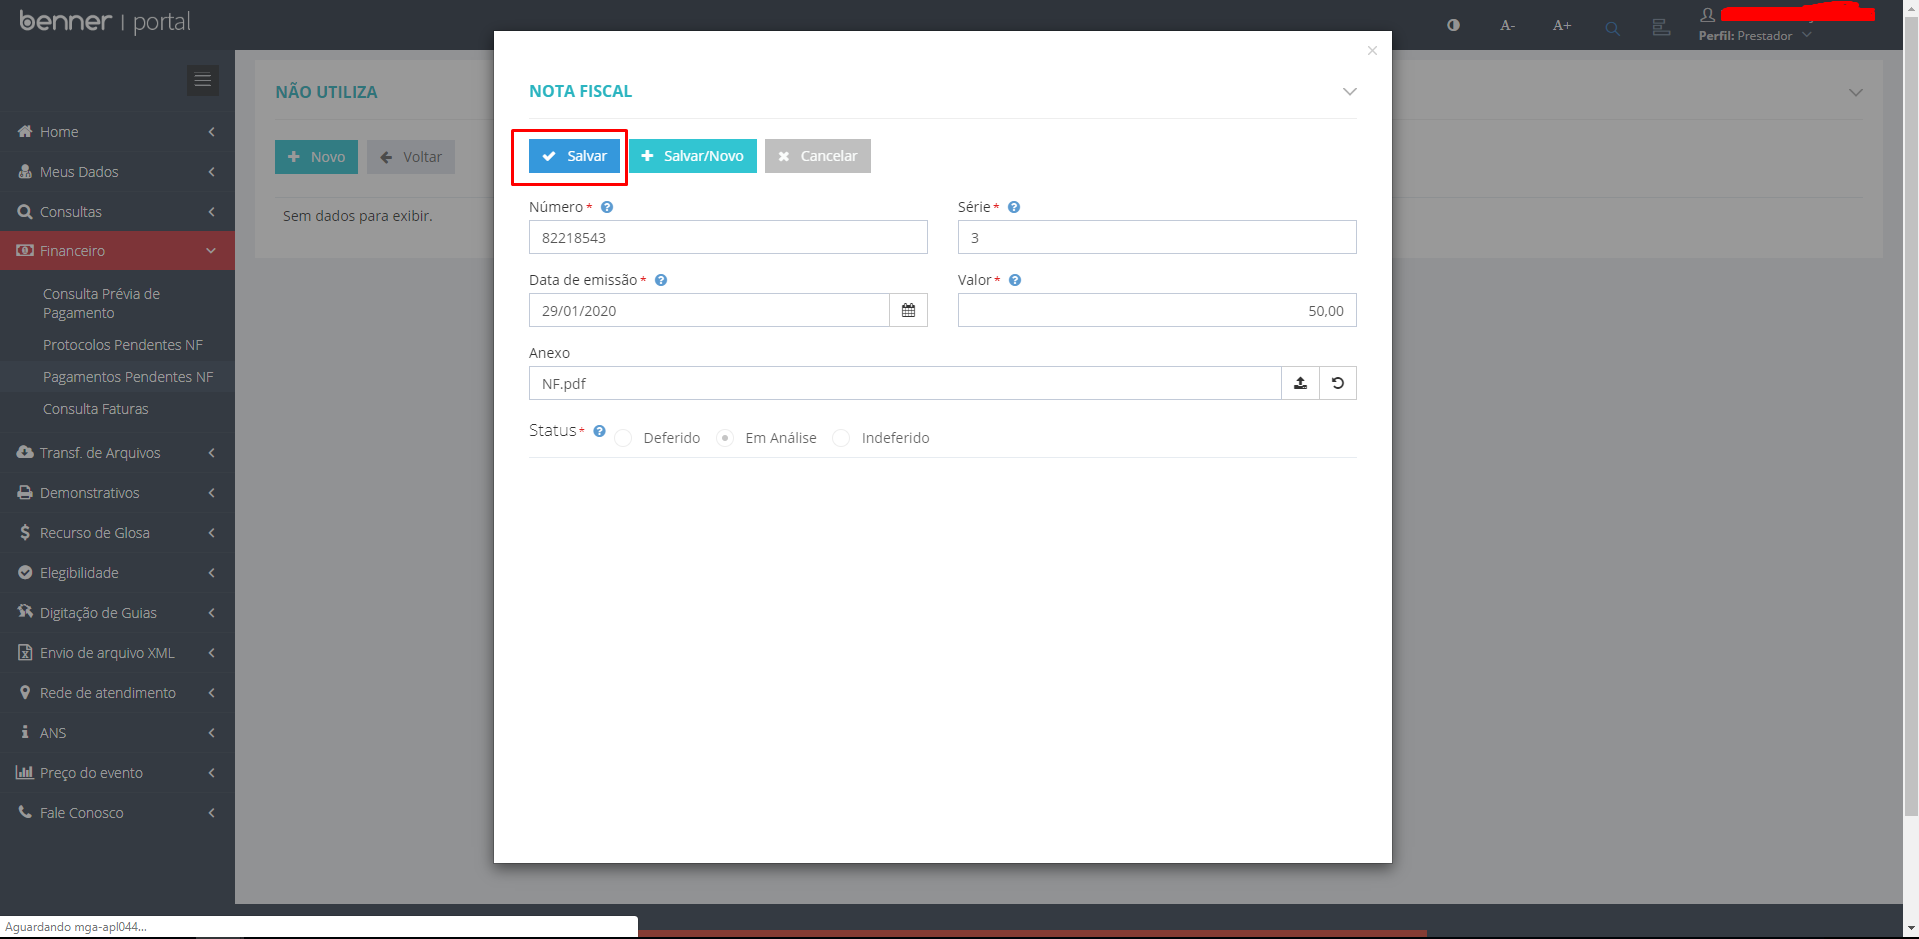 benner | portal
A-
A+
Perfil: Prestador
Home
Meus Dados
Consultas
Financeiro
Consulta Prévia de
Pagamento
Protocolos Pendentes NF
Pagamentos Pendentes NF
Consulta Faturas
Transf. de Arquivos
Demonstrativos
Recurso de Glosa
Elegibilidade
Digitação de Guias
Envio de arquivo XML
Rede de atendimento
ANS
Preço do evento
Fale Conosco
NÃO UTILIZA
Novo Voltar
Sem dados para exibir.
NOTA FISCAL
Salvar Salvar/Novo Cancelar
Número* Série*
82218543 3
Data de emissão* Valor*
29/01/2020 50,00
Anexo
NF.pdf
Status* Deferido Em Análise Indeferido
Aguardando mga-apl044...